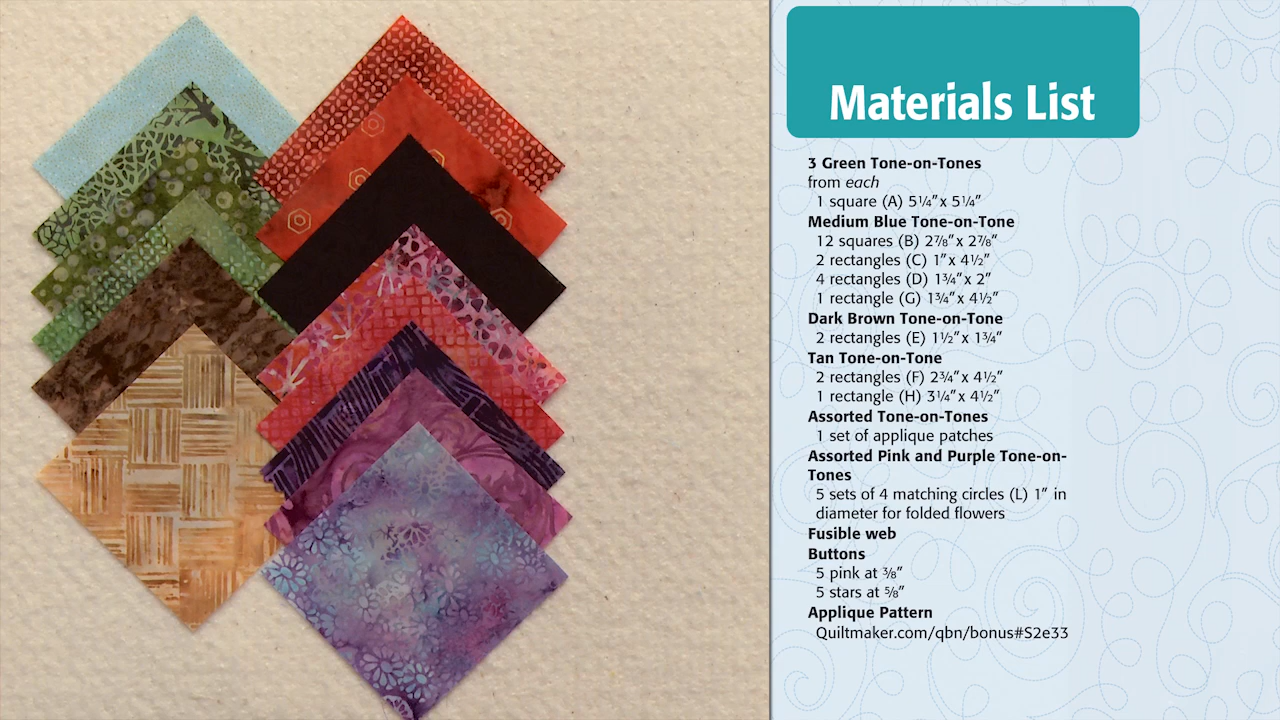 Materials List
3 Green Tone-on-Tones
from each
1 square (A) 5¼”x 5¼”
Medium Blue Tone-on-Tone
12 squares (B) 2⅞”x 2⅞”
2 rectangles (C) 1”x 4½”
4 rectangles (D) 1¾”x 2”
1 rectangle (G) 1¾”x 4½”
Dark Brown Tone-on-Tone
2 rectangles (E) 1½”x 1¾”
Tan Tone-on-Tone
2 rectangles (F) 2¾”x 4½”
1 rectangle (H) 3¼”x 4½”
Assorted Tone-on-Tones
1 set of applique patches
Assorted Pink and Purple Tone-on-
Tones
5 sets of 4 matching circles (L) 1” in
diameter for folded flowers
Fusible web
Buttons
5 pink at ⅜”
5 stars at ⅝”
Applique Pattern
Quiltmaker.com/qbn/bonus#S2e33